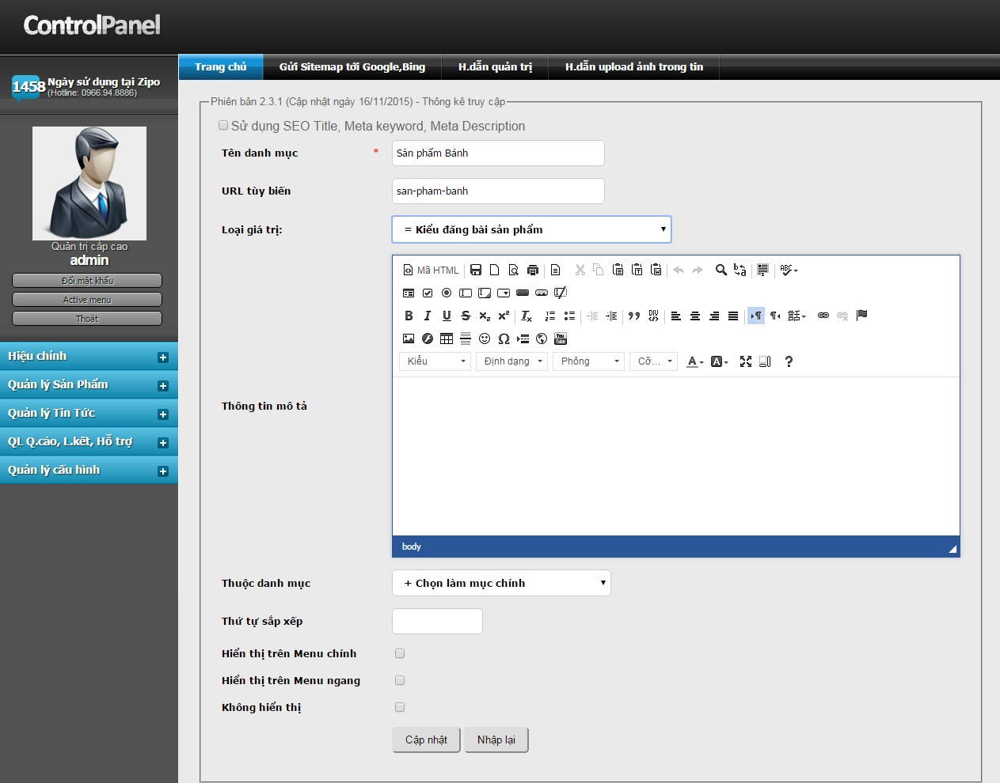 ControlPanel
1458
Ngày sử dụng tại Zipo
(Hotline: 0966.94.8886)
Quản trị cấp cao
admin
Đổi mật khẩu
Active menu
Thoát
Hiệu chỉnh
Quản lý Sản Phẩm
Quản lý Tin Tức
QL Q.cáo, L.kết, Hỗ trợ
Quản lý cấu hình
Trang chủ
Gửi Sitemap tới Google,Bing
H.dẫn quản trị
H.dẫn upload ảnh trong tin
Phiên bản 2.3.1 (Cập nhật ngày 16/11/2015) - Thông kê truy cập
Sử dụng SEO Title, Meta keyword, Meta Description
Tên danh mục * Sản phẩm Bánh
URL tùy biến san-pham-banh
Loại giá trị: = Kiểu đăng bài sản phẩm
Mã HTML
Kiểu Định dạng Phông Cỡ...
Thông tin mô tả
body
Thuộc danh mục + Chọn làm mục chính
Thứ tự sắp xếp
Hiển thị trên Menu chính
Hiển thị trên Menu ngang
Không hiển thị
Cập nhật Nhập lại